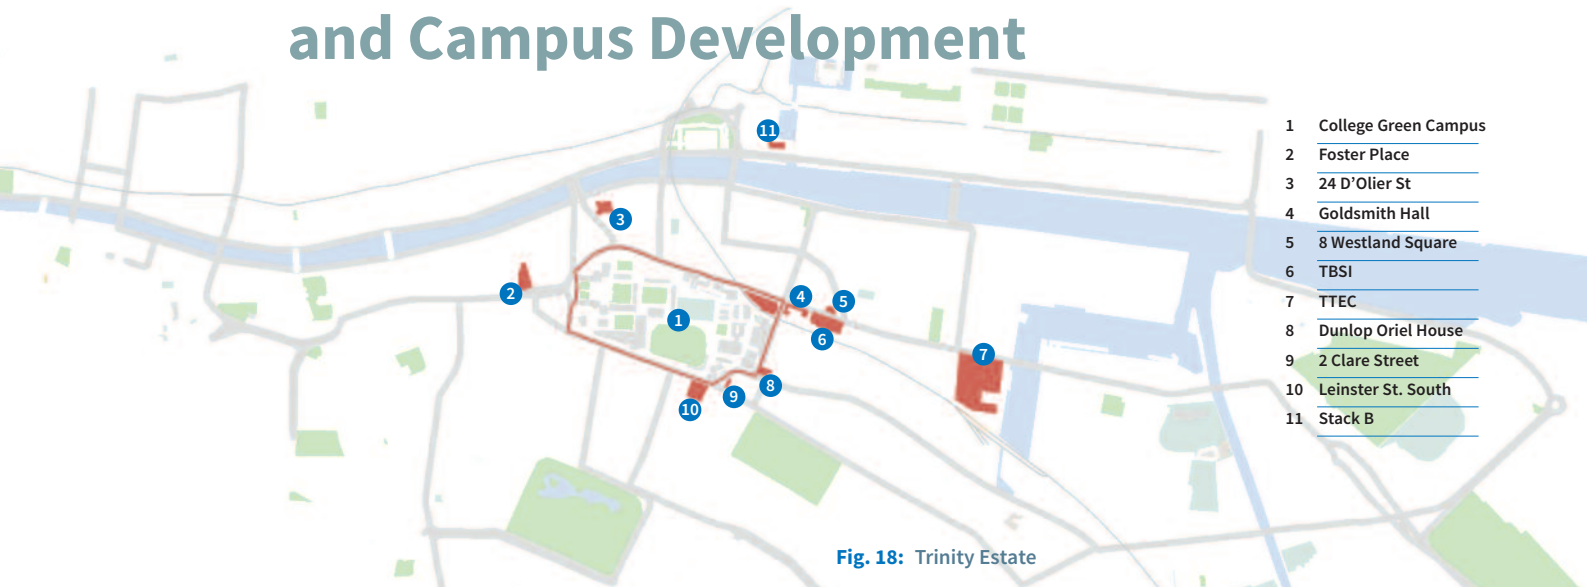 and Campus Development
11
3
2
4
5
1
6
7
8
9
10
1 College Green Campus
2 Foster Place
3 24 D’Olier St
4 Goldsmith Hall
5 8 Westland Square
6 TBSI
7 TTEC
8 Dunlop Oriel House
9 2 Clare Street
10 Leinster St. South
11 Stack B
Fig. 18: Trinity Estate